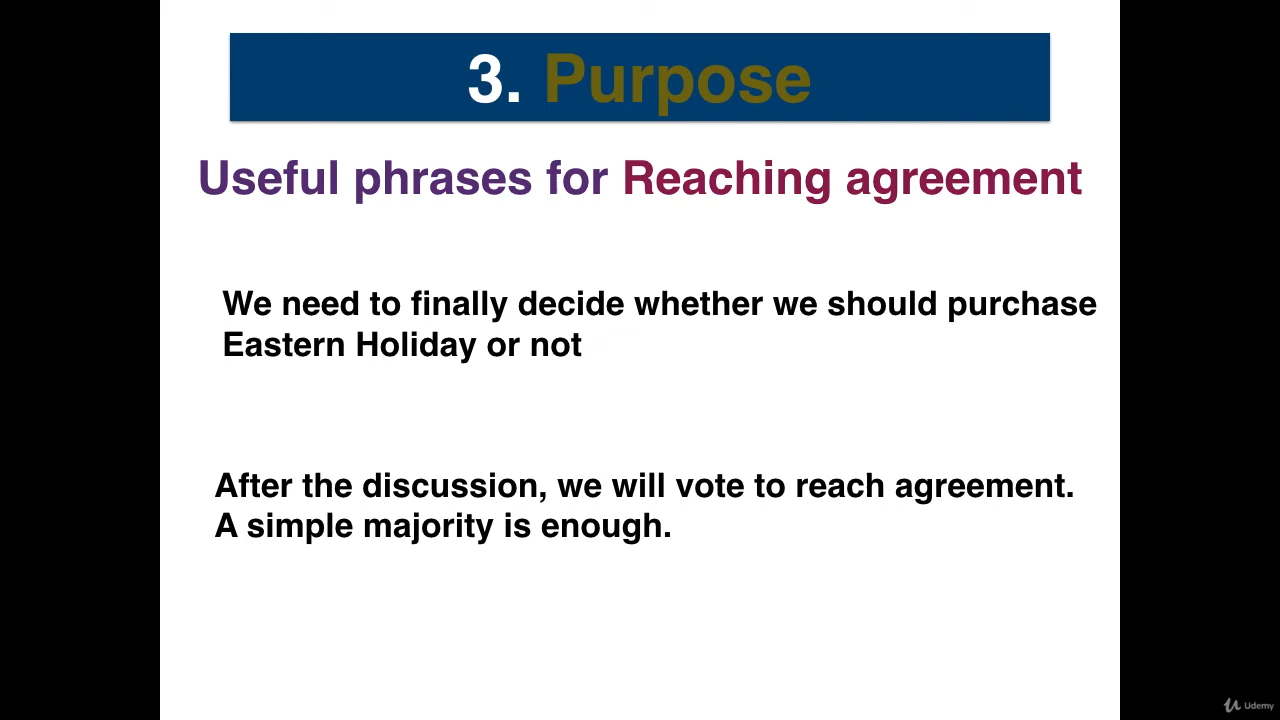 3. Purpose
Useful phrases for Reaching agreement
We need to finally decide whether we should purchase
Eastern Holiday or not
After the discussion, we will vote to reach agreement.
A simple majority is enough.
Udemy